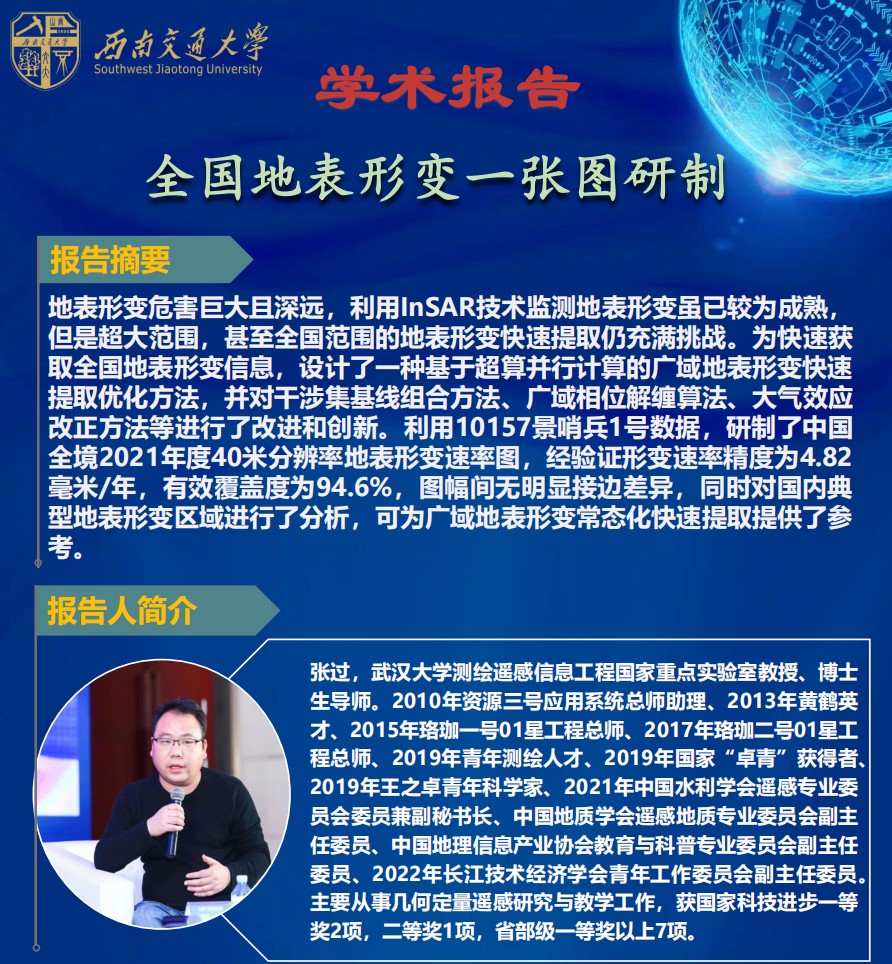 西南交通大学
Southwest Jiaotong University
学术报告
全国地表形变一张图研制
报告摘要
地表形变危害巨大且深远，利用InSAR技术监测地表形变虽已较为成熟，
但是超大范围，甚至全国范围的地表形变快速提取仍充满挑战。为快速获
取全国地表形变信息，设计了一种基于超算并行计算的广域地表形变快速
提取优化方法，并对干涉集基线组合方法、广域相位解缠算法、大气效应
改正方法等进行了改进和创新。利用10157景哨兵1号数据，研制了中国
全境2021年度40米分辨率地表形变速率图，经验证形变速率精度为4.82
毫米/年，有效覆盖度为94.6%，图幅间无明显接边差异，同时对国内典
型地表形变区域进行了分析，可为广域地表形变常态化快速提取提供了参
考。
报告人简介
张过，武汉大学测绘遥感信息工程国家重点实验室教授、博士
生导师。2010年资源三号应用系统总师助理、2013年黄鹤英
才、2015年珞珈一号01星工程总师、2017年珞珈二号01星工
程总师、2019年青年测绘人才、2019年国家“卓青”获得者、
2019年王之卓青年科学家、2021年中国水利学会遥感专业委
员会委员兼副秘书长、中国地质学会遥感地质专业委员会副主
任委员、中国地理信息产业协会教育与科普专业委员会副主任
委员、2022年长江技术经济学会青年工作委员会副主任委员。
主要从事几何定量遥感研究与教学工作，获国家科技进步一等
奖2项，二等奖1项，省部级一等奖以上7项。